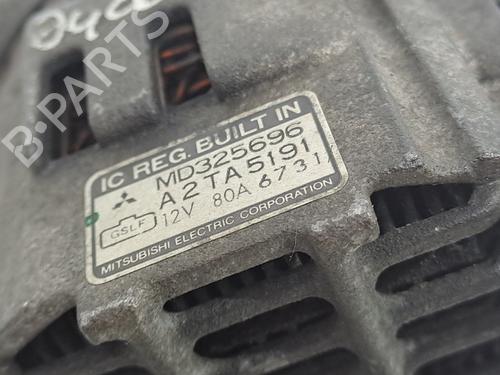 B-PARTS
IC REG. BUILT IN
MD325696
A2TA5191
GSLF 12V 80A 6731
MITSUBISHI ELECTRIC CORPORATION